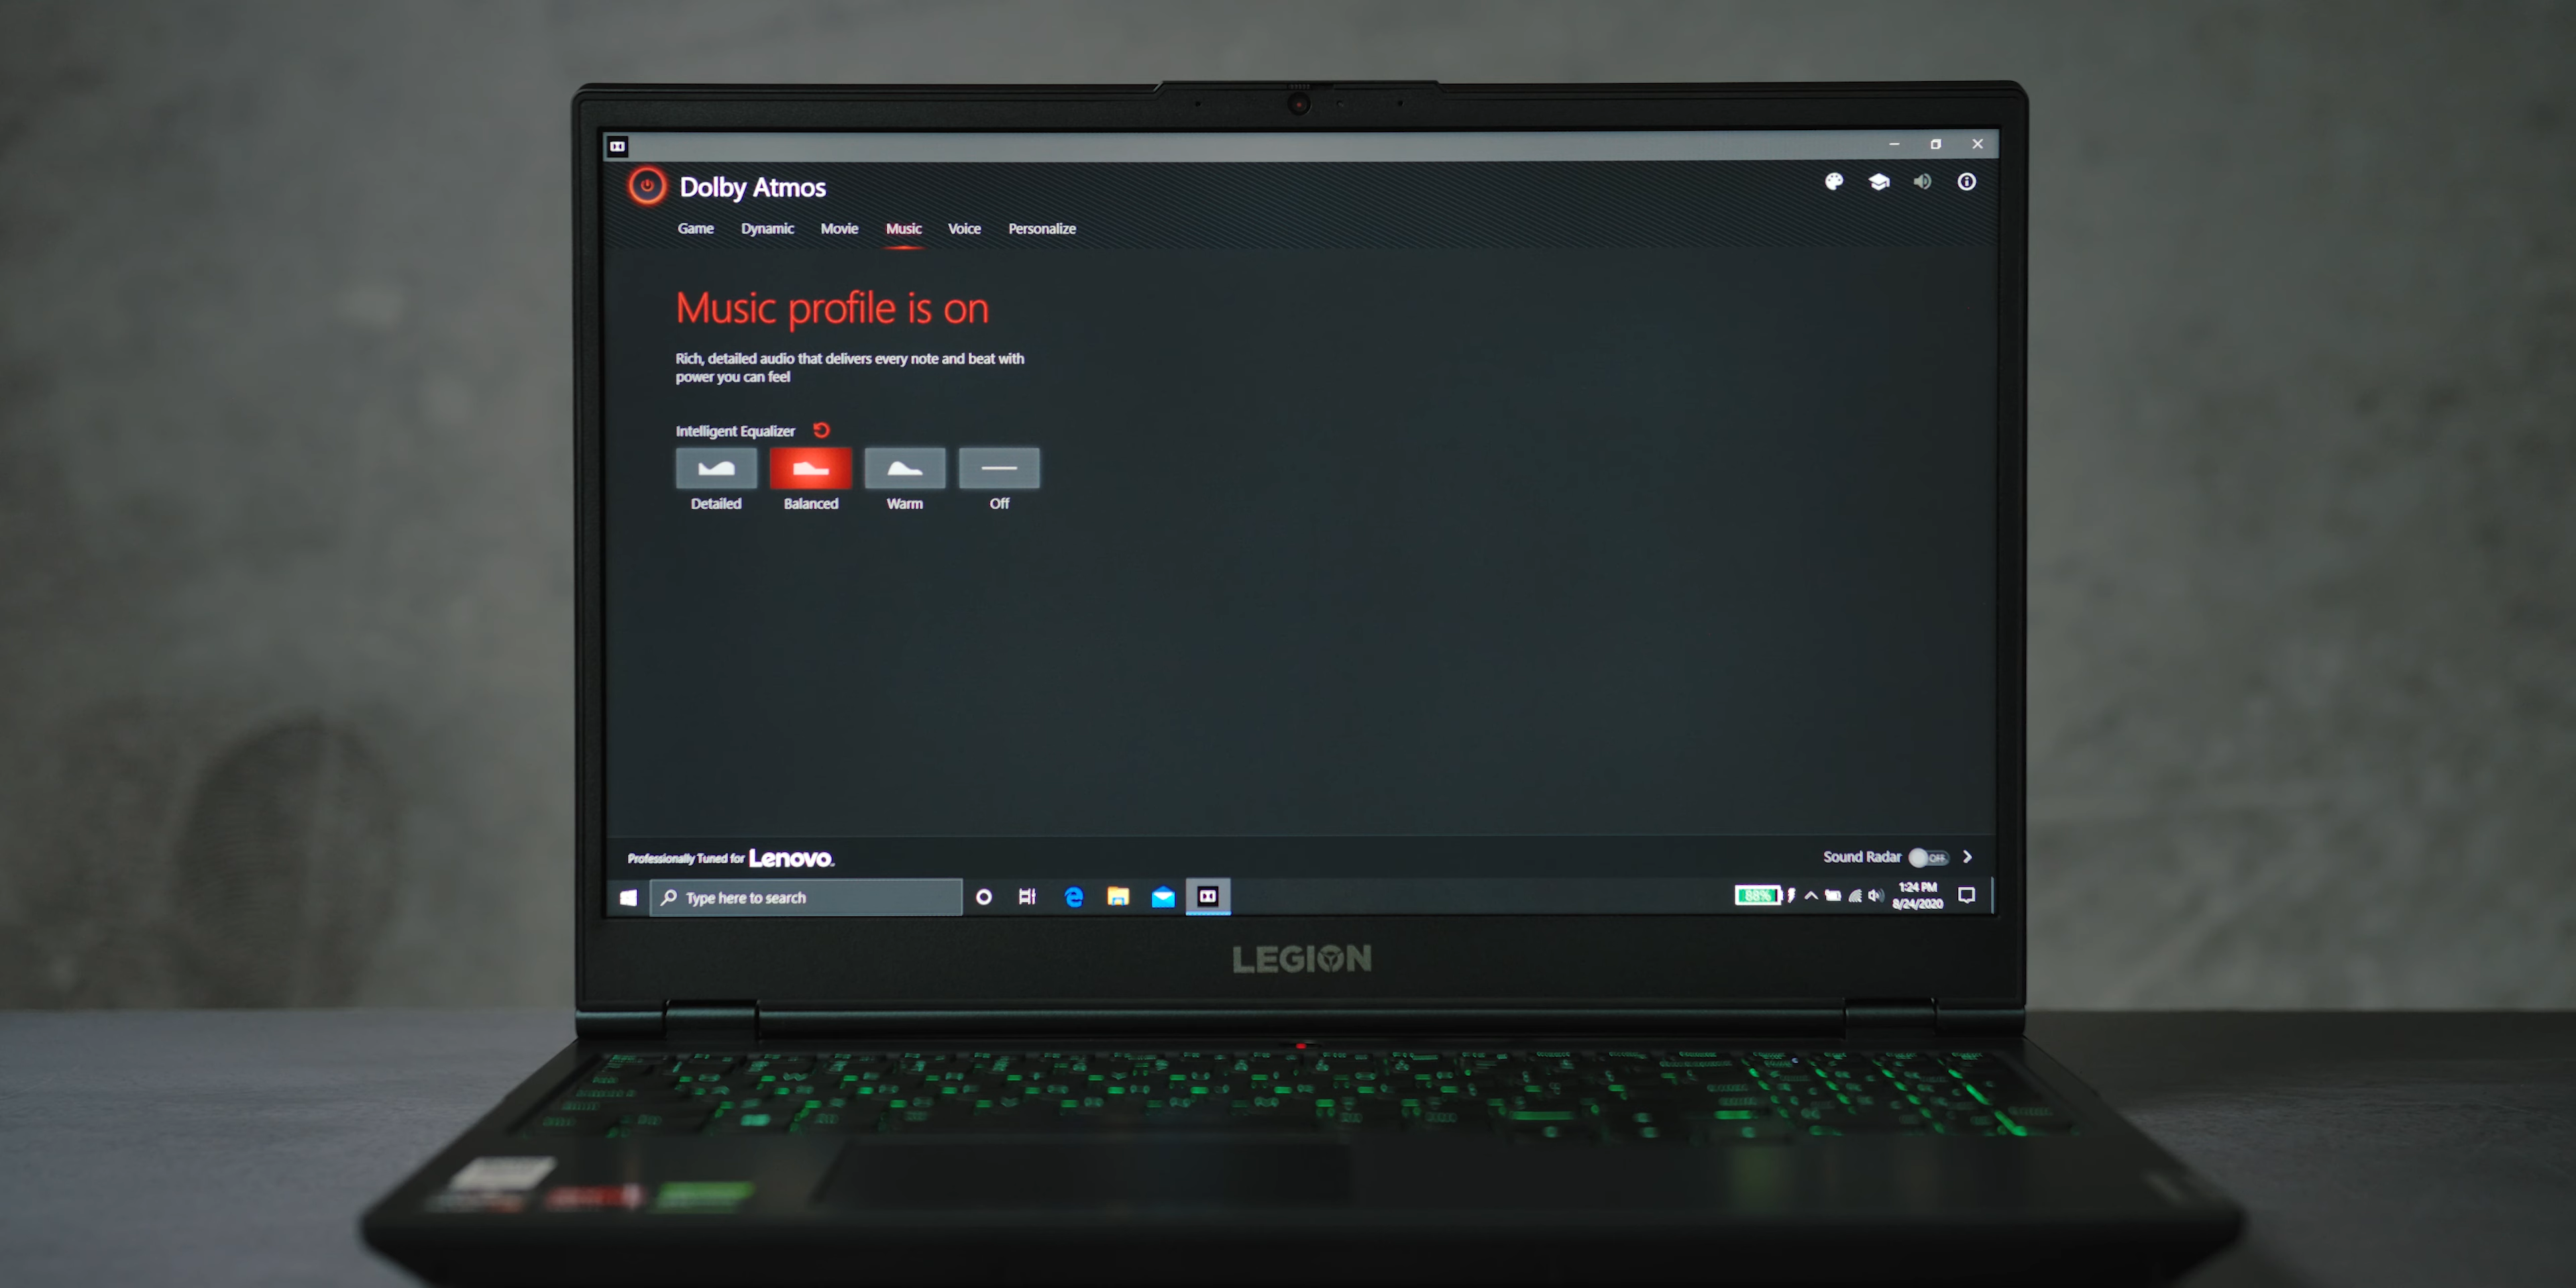 Dolby Atmos
Game Dynamic Movie Music Voice Personalize
Music profile is on
Rich, detailed audio that delivers every note and beat with
power you can feel
Intelligent Equalizer
Detailed Balanced Warm Off
Professionally Tuned for Lenovo
Sound Radar OFF
Type here to search
88%
1:24 PM
8/24/2020
LEGION